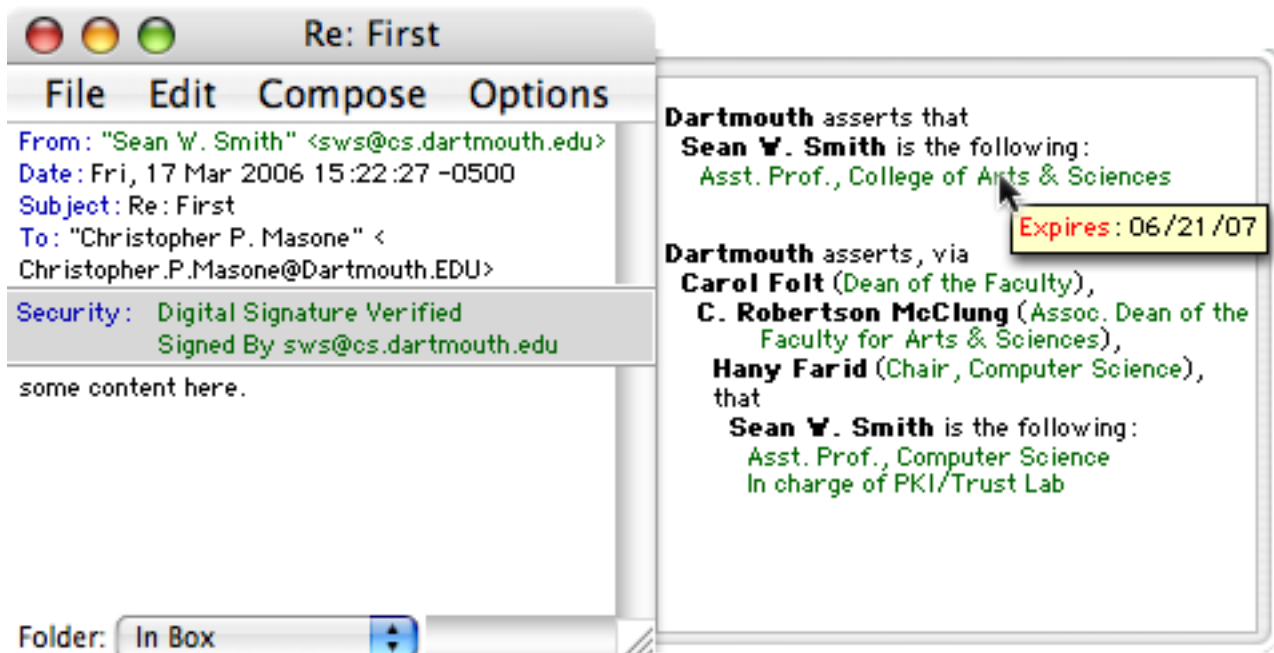 Re: First
File Edit Compose Options
From: "Sean W. Smith" <sws@cs.dartmouth.edu>
Date: Fri, 17 Mar 2006 15:22:27 -0500
Subject: Re: First
To: "Christopher P. Masone" <
Christopher.P.Masone@Dartmouth.EDU>
Security: Digital Signature Verified
Signed By sws@cs.dartmouth.edu
some content here.
Folder: In Box
Dartmouth asserts that
Sean W. Smith is the following:
Asst. Prof., College of Arts & Sciences
Expires: 06/21/07
Dartmouth asserts, via
Carol Folt (Dean of the Faculty),
C. Robertson McClung (Assoc. Dean of the
Faculty for Arts & Sciences),
Hany Farid (Chair, Computer Science),
that
Sean W. Smith is the following:
Asst. Prof., Computer Science
In charge of PKI/Trust Lab